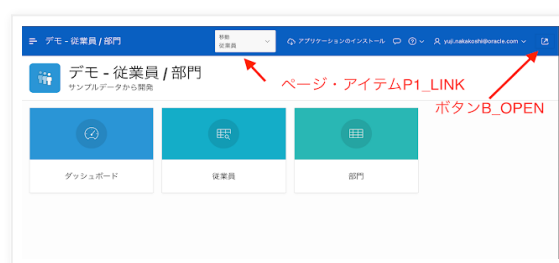 デモ - 従業員 / 部門
移動
従業員
アプリケーションのインストール
yuji.nakakoshi@oracle.com
デモ - 従業員 / 部門
サンプルデータから開発
ページ・アイテムP1_LINK
ボタンB_OPEN
ダッシュボード
従業員
部門